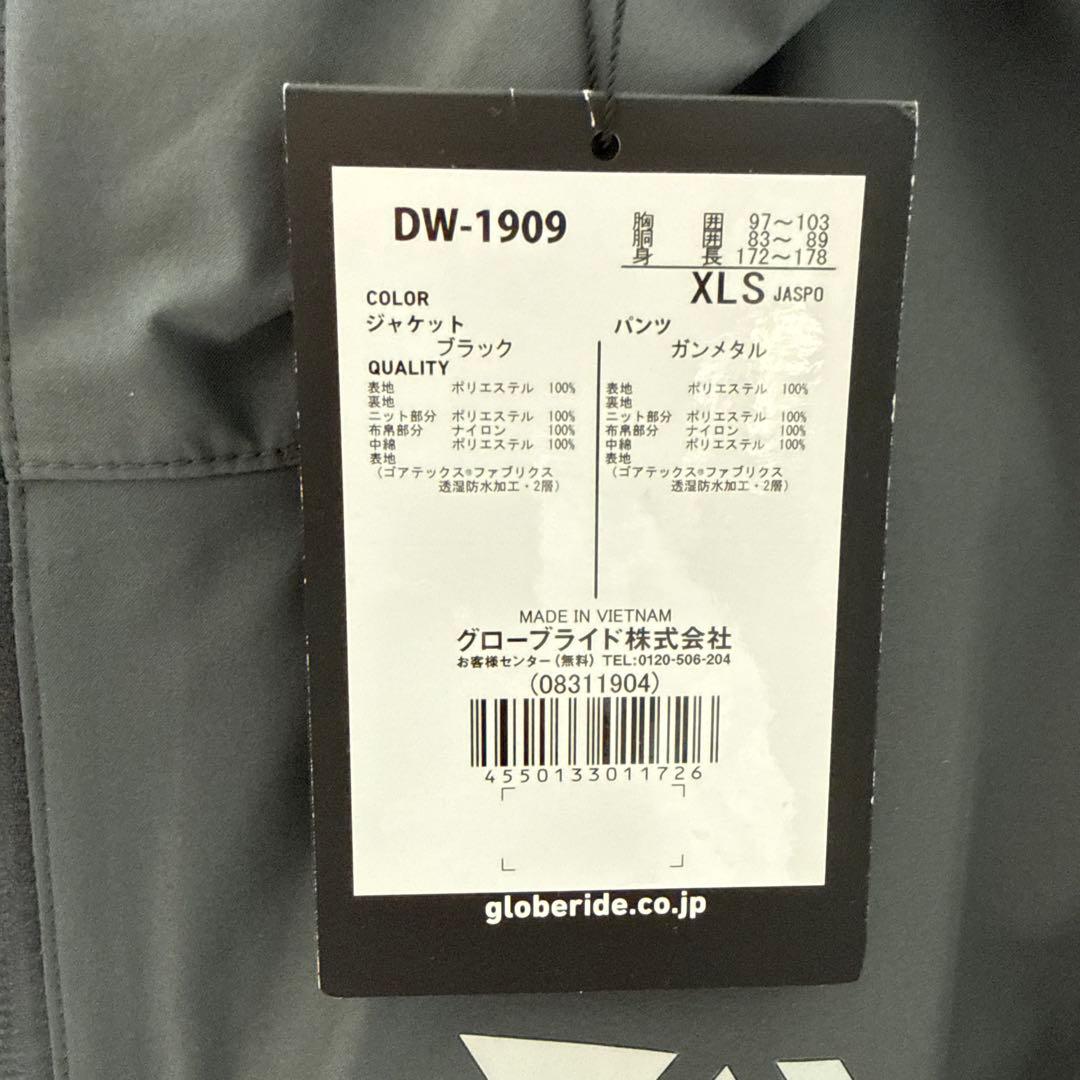 DW-1909
胸 囲 97～103
胴 囲 83～ 89
身 長 172～178
XLS JASPO
COLOR
ジャケット
ブラック
QUALITY
表地 ポリエステル 100%
裏地
ニット部分 ポリエステル 100%
布帛部分 ナイロン 100%
中綿 ポリエステル 100%
表地
(ゴアテックス®ファブリクス
透湿防水加工・2層)
パンツ
ガンメタル
表地 ポリエステル 100%
裏地
ニット部分 ポリエステル 100%
布帛部分 ナイロン 100%
中綿 ポリエステル 100%
表地
(ゴアテックス®ファブリクス
透湿防水加工・2層)
MADE IN VIETNAM
グローブライド株式会社
お客様センター(無料) TEL:0120-506-204
(08311904)
4550133011726
globeride.co.jp